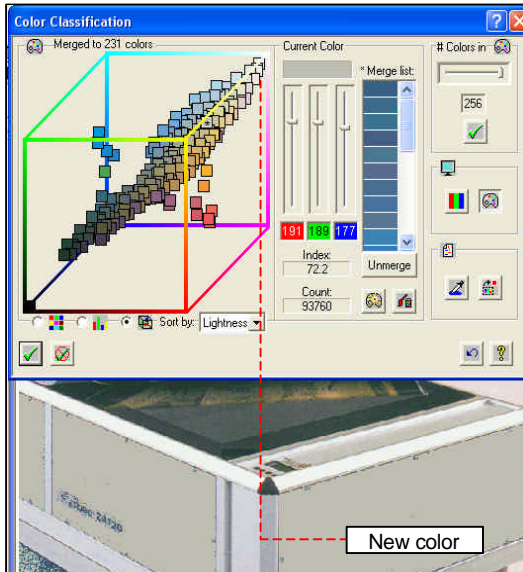 Color Classification
Merged to 231 colors
Current Color
# Colors in
* Merge list:
256
191 189 177
Index:
72.2
Unmerge
Count:
93760
Sort by: Lightness
New color